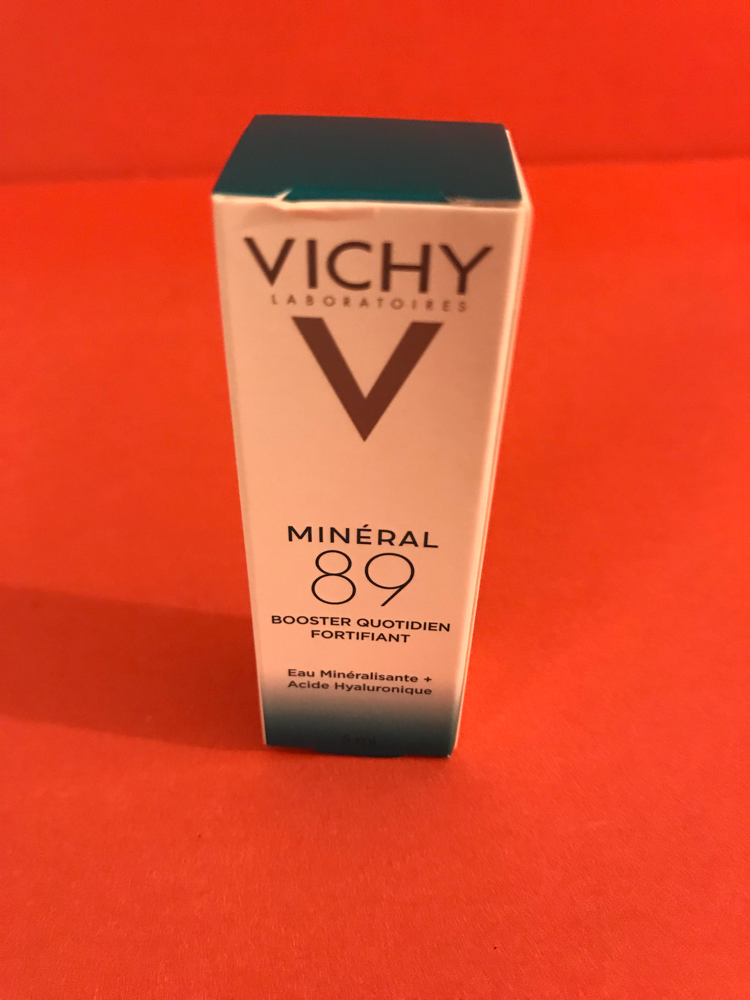 VICHY
LABORATOIRES
V
MINÉRAL
89
BOOSTER QUOTIDIEN
FORTIFIANT
Eau Minéralisante +
Acide Hyaluronique